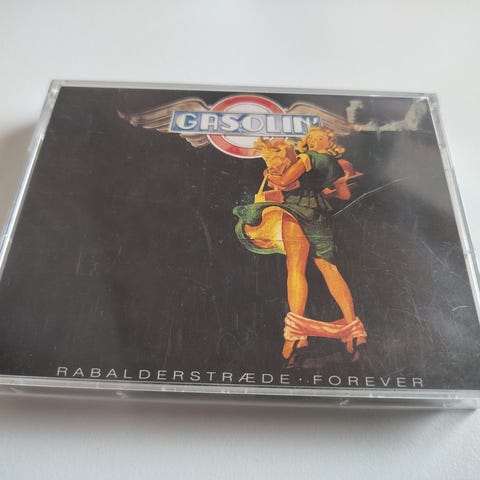 GASOLIN'
RABALDERSTRÆDE · FOREVER